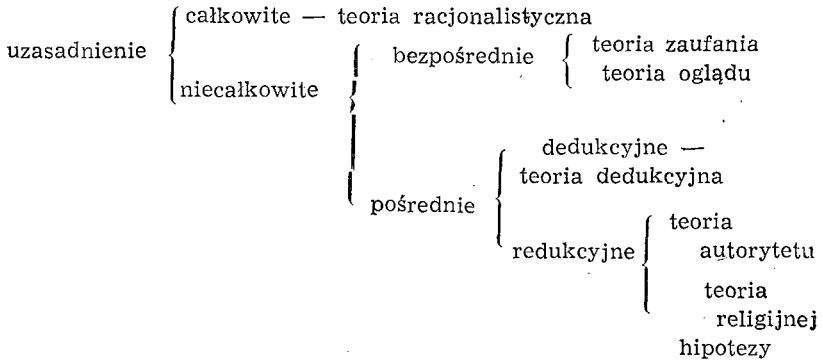 całkowite — teoria racjonalistyczna
uzasadnienie
niecałkowite
bezpośrednie
teoria zaufania
teoria oglądu
pośrednie
dedukcyjne —
teoria dedukcyjna
redukcyjne
teoria
autorytetu
teoria
religijnej
hipotezy